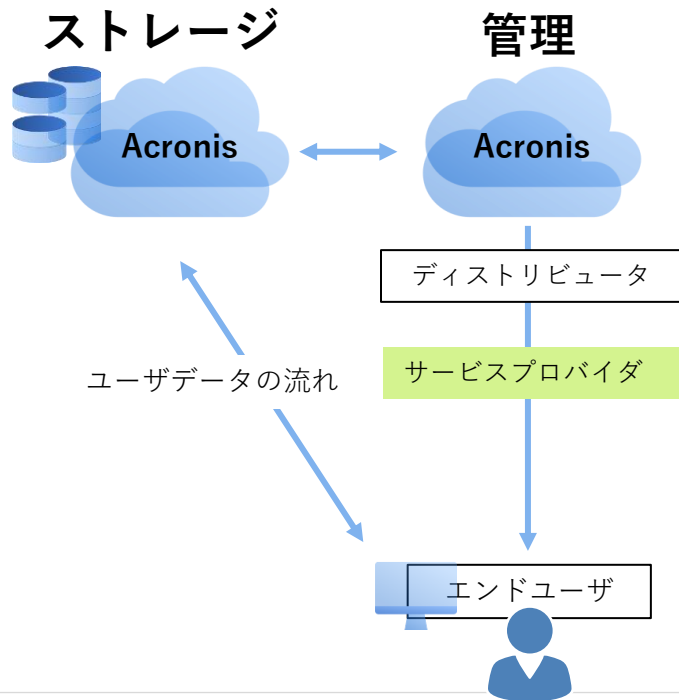 ストレージ
管理
Acronis
Acronis
ディストリビュータ
サービスプロバイダ
ユーザデータの流れ
エンドユーザ